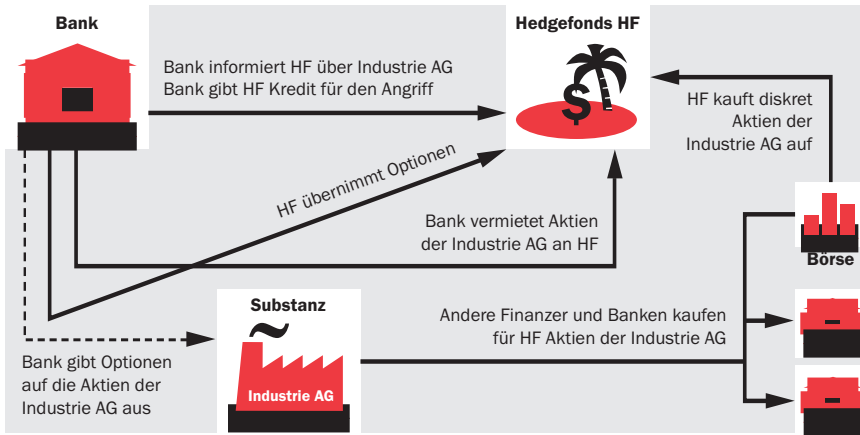 Bank
Hedgefonds HF
Bank informiert HF über Industrie AG
Bank gibt HF Kredit für den Angriff
$
HF kauft diskret
Aktien der
Industrie AG auf
HF übernimmt Optionen
Bank vermietet Aktien
der Industrie AG an HF
Börse
Substanz
Industrie AG
Andere Finanzer und Banken kaufen
für HF Aktien der Industrie AG
Bank gibt Optionen
auf die Aktien der
Industrie AG aus